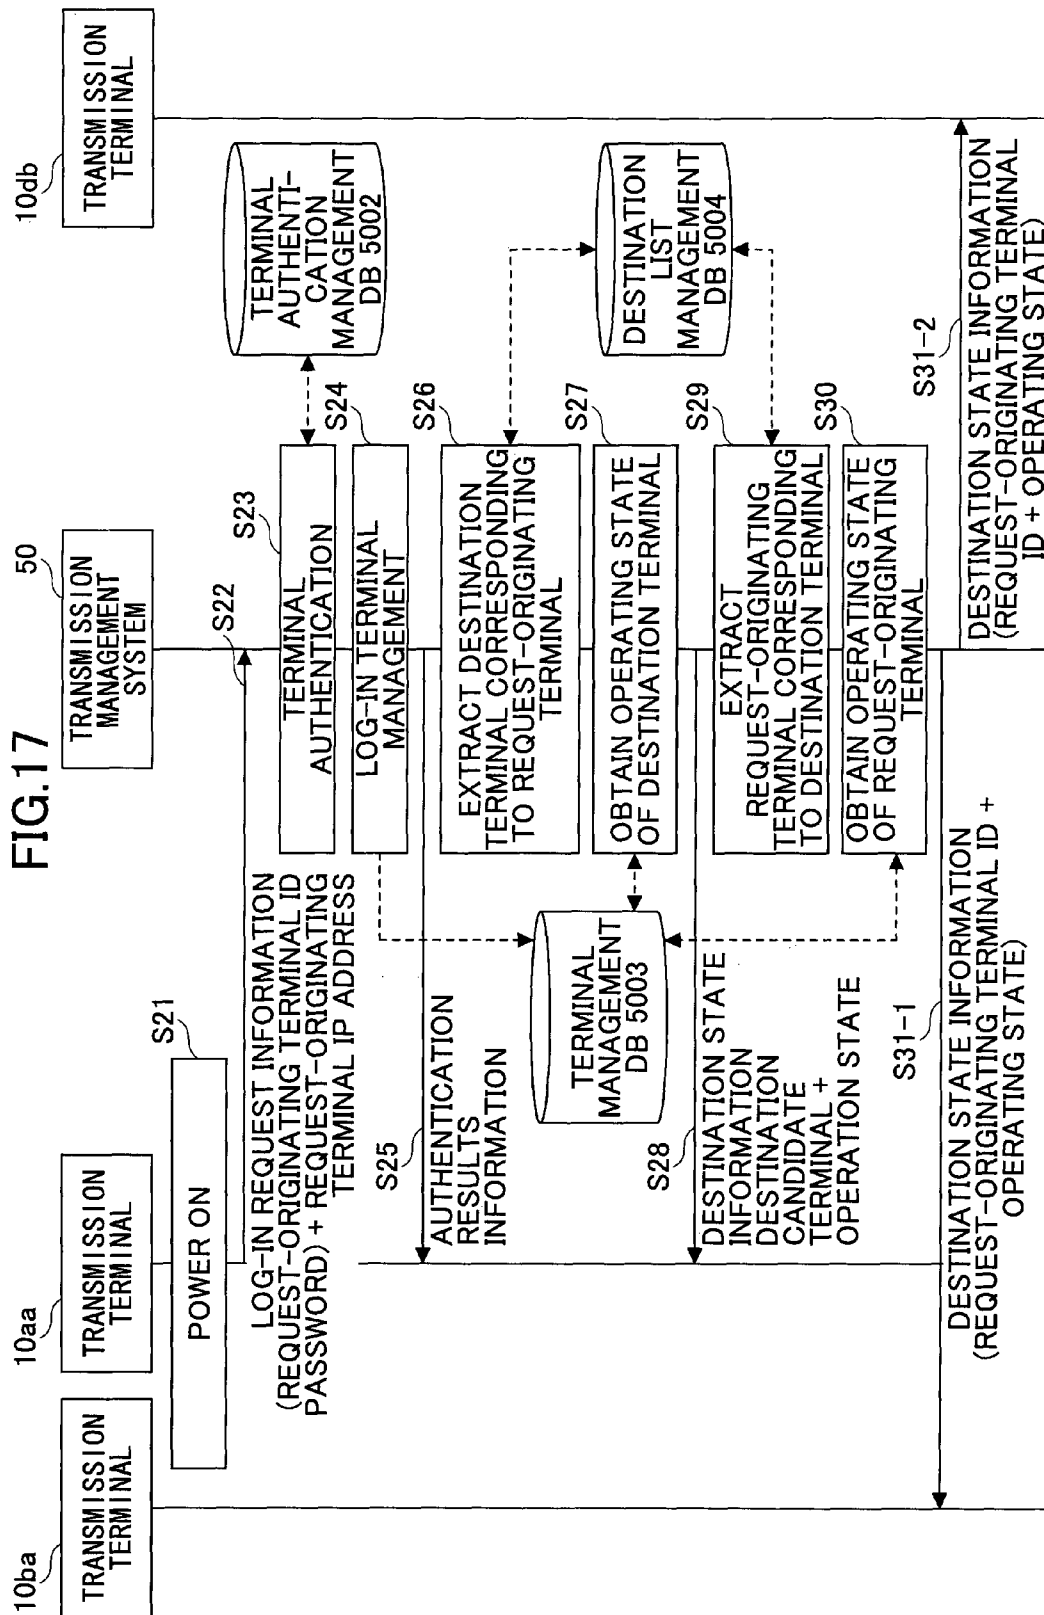 FIG.17
10ba
TRANSMISSION
TERMINAL
10aa
TRANSMISSION
TERMINAL
50
TRANSMISSION
MANAGEMENT
SYSTEM
10db
TRANSMISSION
TERMINAL
S21
POWER ON
S22
LOG-IN REQUEST INFORMATION
(REQUEST-ORIGINATING TERMINAL ID
PASSWORD) + REQUEST-ORIGINATING
TERMINAL IP ADDRESS
S23
TERMINAL
AUTHENTICATION
TERMINAL
AUTHENTI-
CATION
MANAGEMENT
DB 5002
S24
LOG-IN TERMINAL
MANAGEMENT
S25
AUTHENTICATION
RESULTS
INFORMATION
S26
EXTRACT DESTINATION
TERMINAL CORRESPONDING
TO REQUEST-ORIGINATING
TERMINAL
TERMINAL
MANAGEMENT
DB 5003
S27
OBTAIN OPERATING STATE
OF DESTINATION TERMINAL
DESTINATION
LIST
MANAGEMENT
DB 5004
S28
DESTINATION STATE
INFORMATION
DESTINATION
CANDIDATE
TERMINAL +
OPERATION STATE
S29
EXTRACT
REQUEST-ORIGINATING
TERMINAL CORRESPONDING
TO DESTINATION TERMINAL
S30
OBTAIN OPERATING STATE
OF REQUEST-ORIGINATING
TERMINAL
S31-1
DESTINATION STATE INFORMATION
(REQUEST-ORIGINATING TERMINAL ID +
OPERATING STATE)
S31-2
DESTINATION STATE INFORMATION
(REQUEST-ORIGINATING TERMINAL
ID + OPERATING STATE)